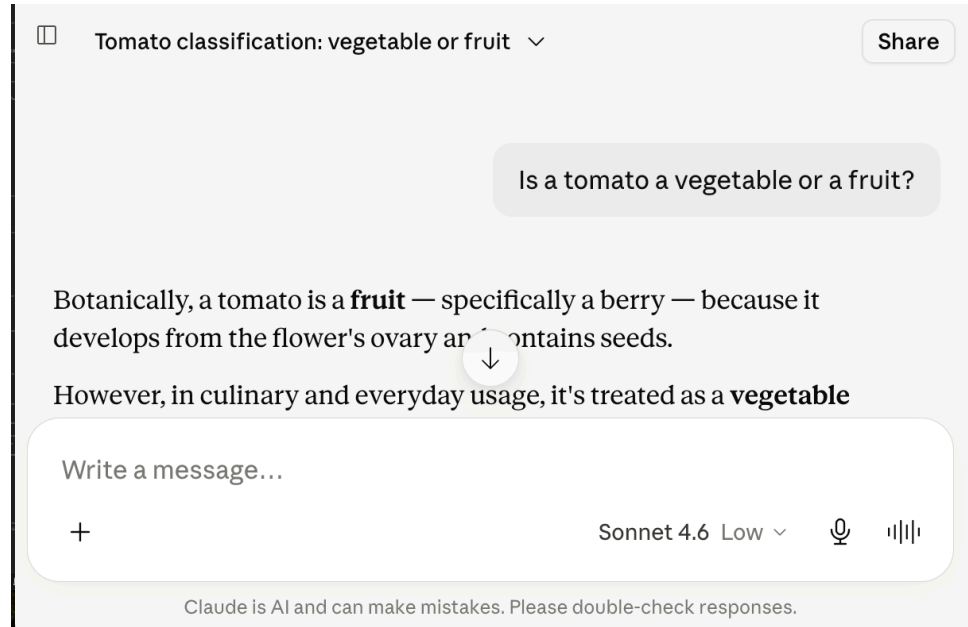 Tomato classification: vegetable or fruit
Share
Is a tomato a vegetable or a fruit?
Botanically, a tomato is a fruit — specifically a berry — because it
develops from the flower's ovary and contains seeds.
However, in culinary and everyday usage, it's treated as a vegetable
Write a message...
Sonnet 4.6 Low
Claude is AI and can make mistakes. Please double-check responses.